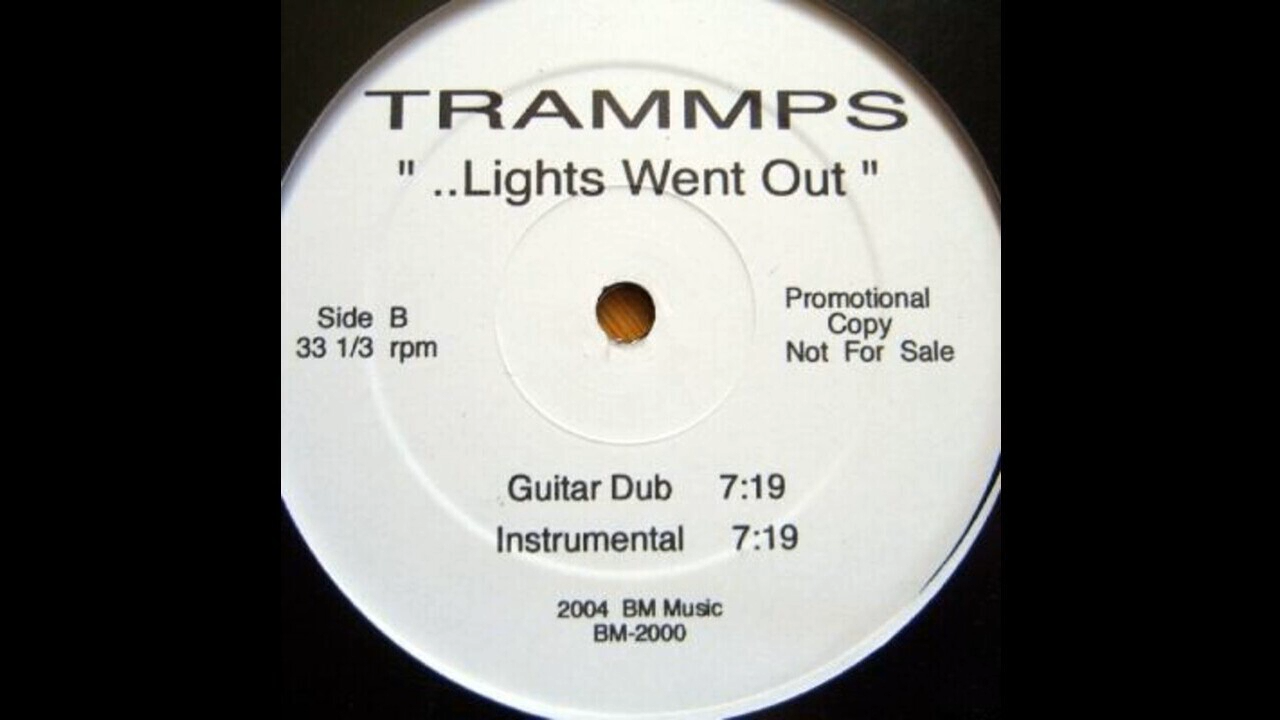 TRAMMPS
" ..Lights Went Out "
Side B
33 1/3 rpm
Promotional
Copy
Not For Sale
Guitar Dub 7:19
Instrumental 7:19
2004 BM Music
BM-2000